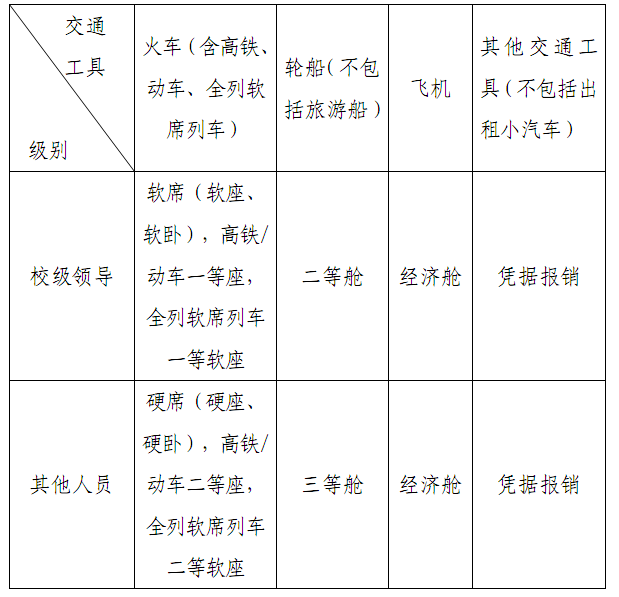 交通
工具
级别
火车（含高铁、
动车、全列软
席列车）
轮船（不包
括旅游船）
飞机
其他交通工
具（不包括出
租小汽车）
校级领导
软席（软座、
软卧），高铁/
动车一等座，
全列软席列车
一等软座
二等舱
经济舱
凭据报销
其他人员
硬席（硬座、
硬卧），高铁/
动车二等座，
全列软席列车
二等软座
三等舱
经济舱
凭据报销